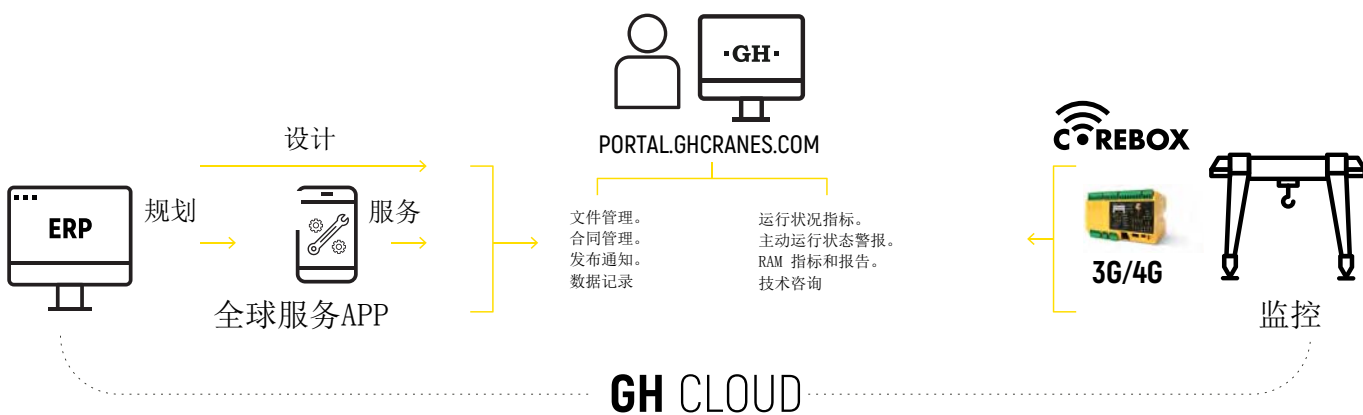 ·GH·
PORTAL.GHCRANES.COM
设计
ERP
规划
服务
全球服务APP
文件管理。
合同管理。
发布通知。
数据记录
运行状况指标。
主动运行状态警报。
RAM 指标和报告。
技术咨询
COREBOX
3G/4G
监控
GH CLOUD